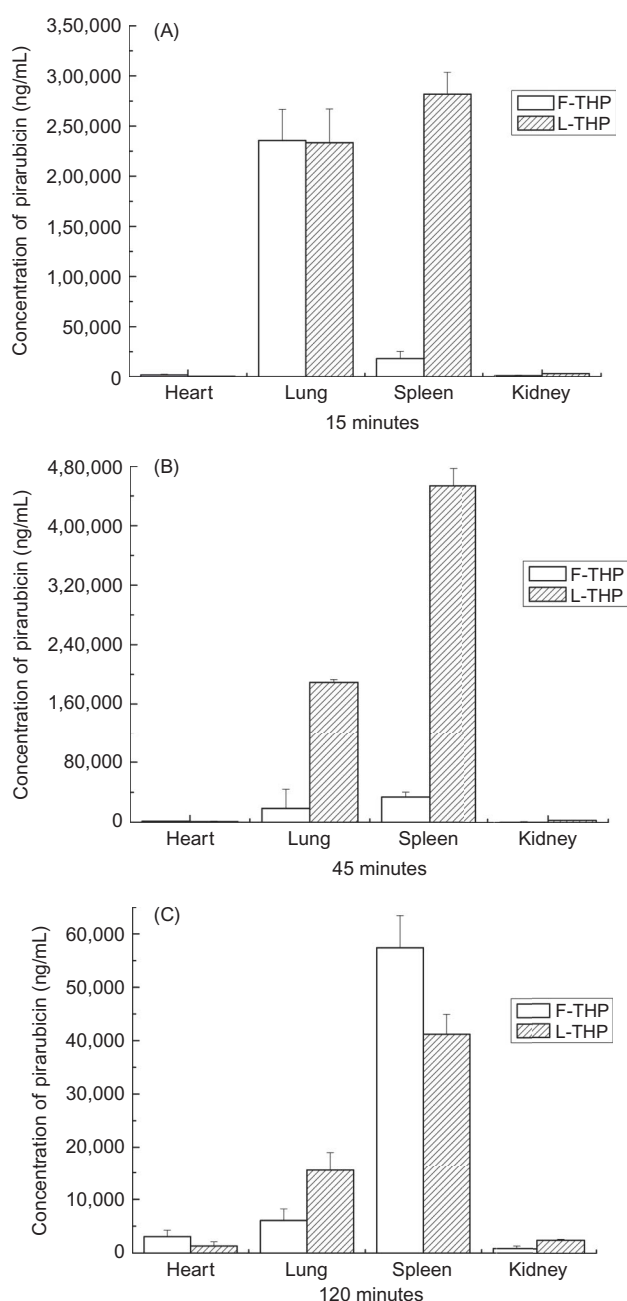 (A)
Concentration of pirarubicin (ng/mL)
3,50,000
3,00,000
2,50,000
2,00,000
1,50,000
1,00,000
50,000
0
F-THP
L-THP
Heart Lung Spleen Kidney
15 minutes
(B)
Concentration of pirarubicin (ng/mL)
4,80,000
4,00,000
3,20,000
2,40,000
1,60,000
80,000
0
F-THP
L-THP
Heart Lung Spleen Kidney
45 minutes
(C)
Concentration of pirarubicin (ng/mL)
60,000
50,000
40,000
30,000
20,000
10,000
0
F-THP
L-THP
Heart Lung Spleen Kidney
120 minutes